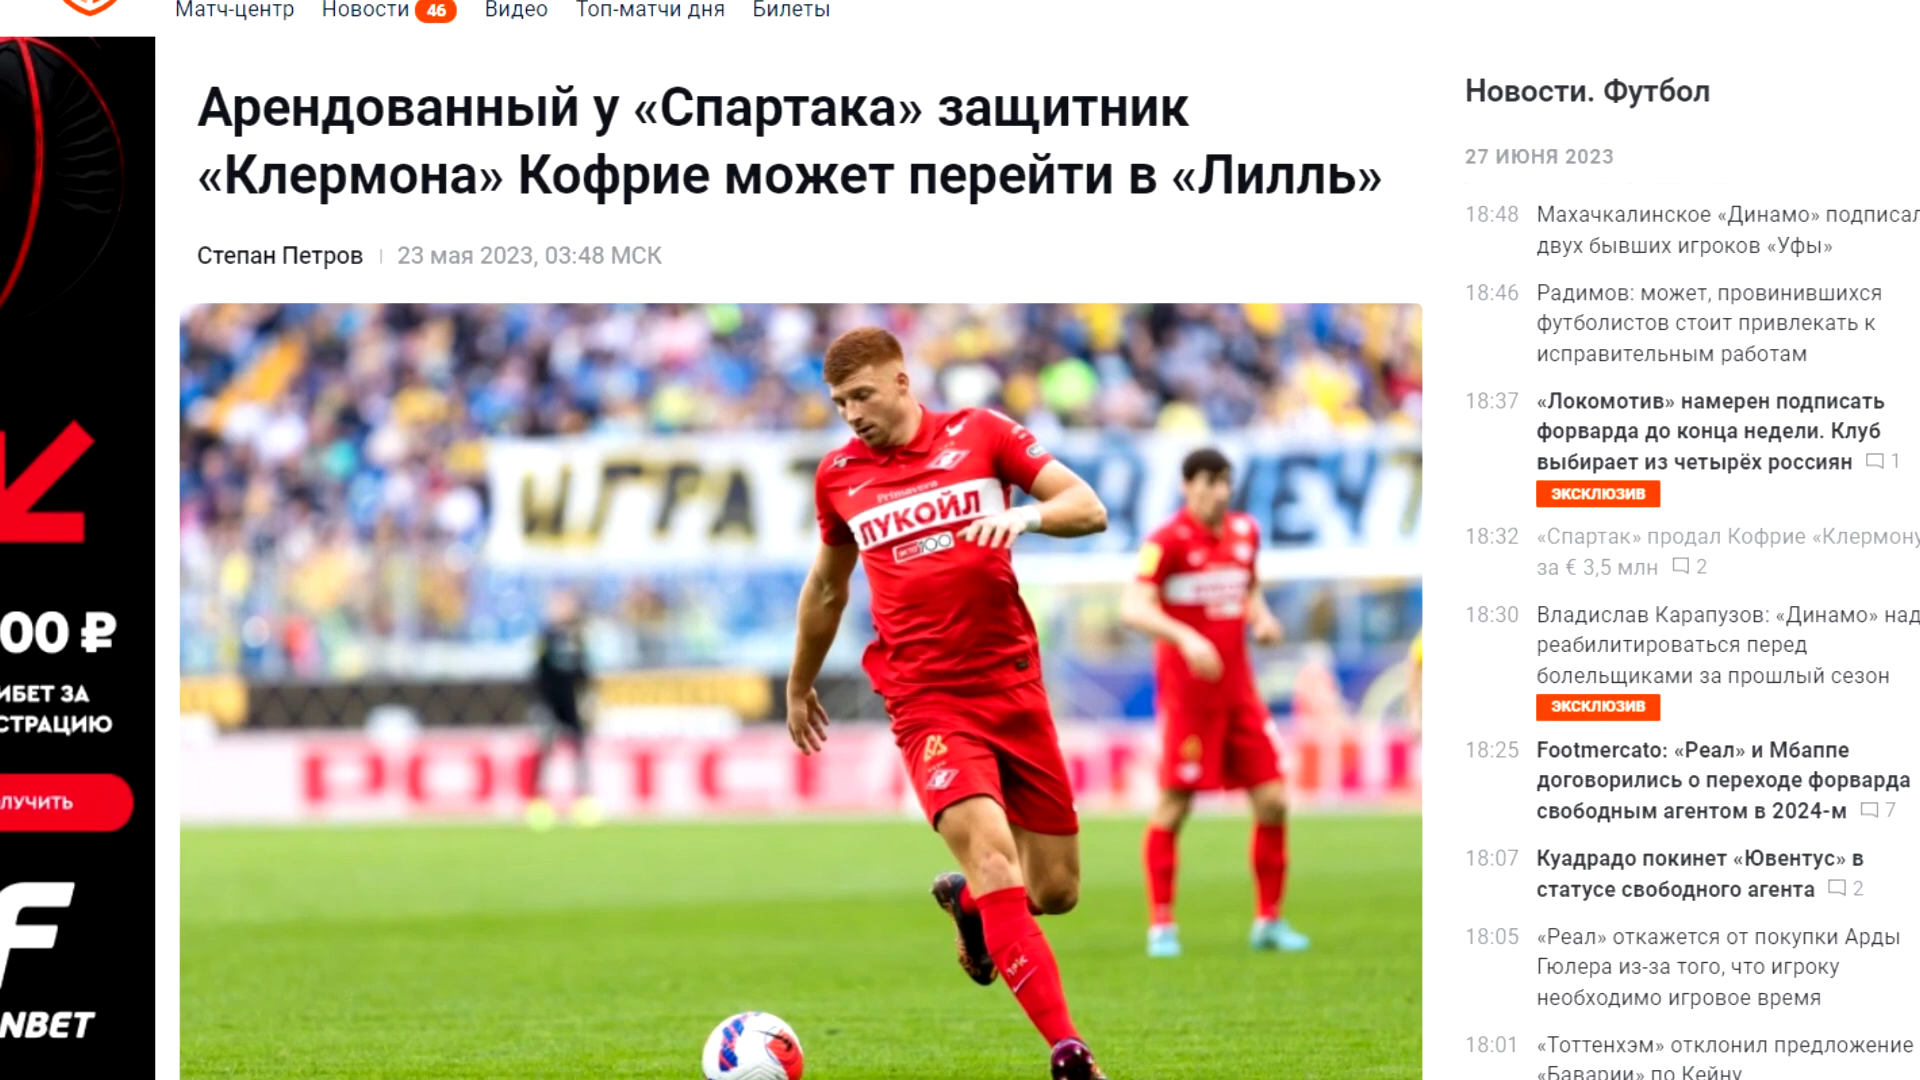 Матч-центр Новости 46 Видео Топ-матчи дня Билеты
Арендованный у «Спартака» защитник
«Клермона» Кофрие может перейти в «Лилль»
Степан Петров
23 мая 2023, 03:48 МСК
ИГРАТ
МЕЧТ
Primavera
ЛУКОЙЛ
100
РОСТСЕ
00 ₽
ИБЕТ ЗА
СТРАЦИЮ
ЛУЧИТЬ
F
NBET
Новости. Футбол
27 ИЮНЯ 2023
18:48 Махачкалинское «Динамо» подписал
двух бывших игроков «Уфы»
18:46 Радимов: может, провинившихся
футболистов стоит привлекать к
исправительным работам
18:37 «Локомотив» намерен подписать
форварда до конца недели. Клуб
выбирает из четырёх россиян 1
ЭКСКЛЮЗИВ
18:32 «Спартак» продал Кофрие «Клермону
за € 3,5 млн 2
18:30 Владислав Карапузов: «Динамо» над
реабилитироваться перед
болельщиками за прошлый сезон
ЭКСКЛЮЗИВ
18:25 Footmercato: «Реал» и Мбаппе
договорились о переходе форварда
свободным агентом в 2024-м 7
18:07 Куадрадо покинет «Ювентус» в
статусе свободного агента 2
18:05 «Реал» откажется от покупки Арды
Гюлера из-за того, что игроку
необходимо игровое время
18:01 «Тоттенхэм» отклонил предложение
«Баварии» по Кейну